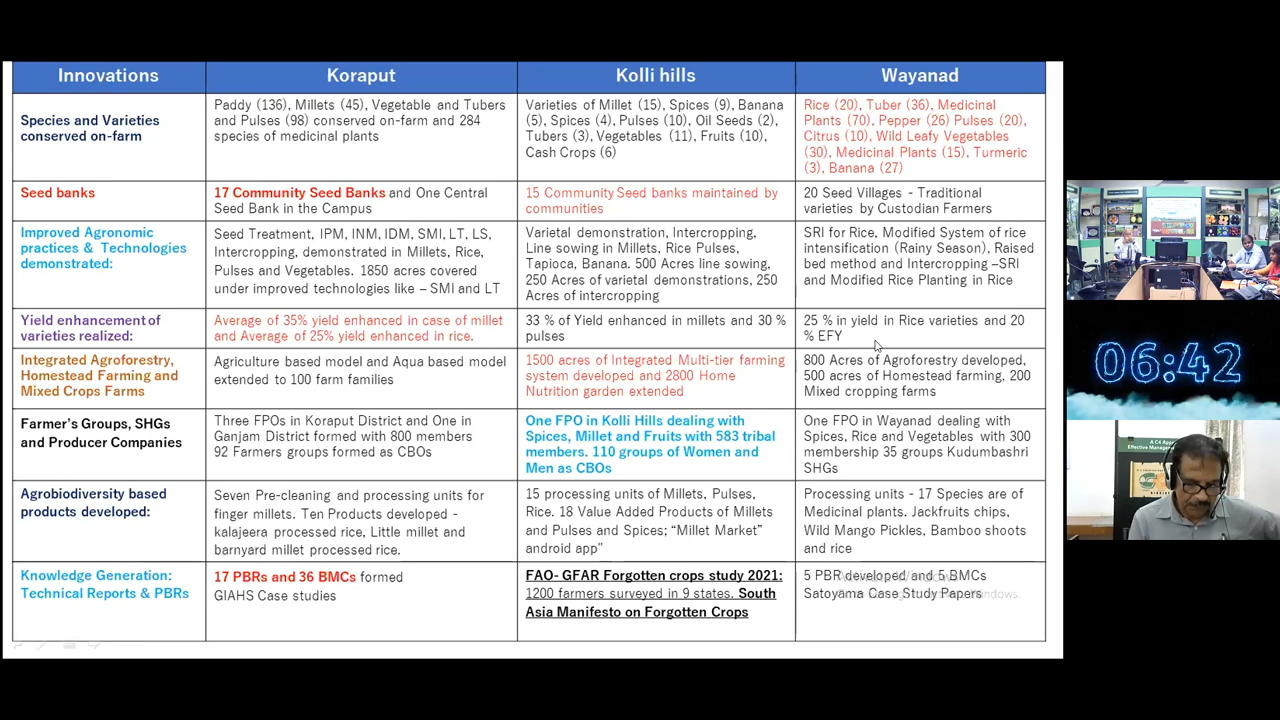 Innovations
Koraput
Kolli hills
Wayanad
Species and Varieties
conserved on-farm
Paddy (136), Millets (45), Vegetable and Tubers
and Pulses (98) conserved on-farm and 284
species of medicinal plants
Varieties of Millet (15), Spices (9), Banana
(5), Spices (4), Pulses (10), Oil Seeds (2),
Tubers (3), Vegetables (11), Fruits (10),
Cash Crops (6)
Rice (20), Tuber (36), Medicinal
Plants (70), Pepper (26) Pulses (20),
Citrus (10), Wild Leafy Vegetables
(30), Medicinal Plants (15), Turmeric
(3), Banana (27)
Seed banks
17 Community Seed Banks and One Central
Seed Bank in the Campus
15 Community Seed banks maintained by
communities
20 Seed Villages - Traditional
varieties by Custodian Farmers
Improved Agronomic
practices & Technologies
demonstrated:
Seed Treatment, IPM, INM, IDM, SMI, LT, LS,
Intercropping, demonstrated in Millets, Rice,
Pulses and Vegetables. 1850 acres covered
under improved technologies like – SMI and LT
Varietal demonstration, Intercropping,
Line sowing in Millets. Rice Pulses,
Tapioca, Banana. 500 Acres line sowing,
250 Acres of varietal demonstrations, 250
Acres of intercropping
SRI for Rice, Modified System of rice
intensification (Rainy Season), Raised
bed method and Intercropping –SRI
and Modified Rice Planting in Rice
Yield enhancement of
varieties realized:
Average of 35% yield enhanced in case of millet
and Average of 25% yield enhanced in rice.
33 % of Yield enhanced in millets and 30 %
pulses
25 % in yield in Rice varieties and 20
% EFY
Integrated Agroforestry,
Homestead Farming and
Mixed Crops Farms
Agriculture based model and Aqua based model
extended to 100 farm families
1500 acres of Integrated Multi-tier farming
system developed and 2800 Home
Nutrition garden extended
800 Acres of Agroforestry developed,
500 acres of Homestead farming, 200
Mixed cropping farms
Farmer's Groups, SHGs
and Producer Companies
Three FPOs in Koraput District and One in
Ganjam District formed with 800 members
92 Farmers groups formed as CBOs
One FPO in Kolli Hills dealing with
Spices, Millet and Fruits with 583 tribal
members. 110 groups of Women and
Men as CBOs
One FPO in Wayanad dealing with
Spices, Rice and Vegetables with 300
membership 35 groups Kudumbashri
SHGs
Agrobiodiversity based
products developed:
Seven Pre-cleaning and processing units for
finger millets. Ten Products developed -
kalajeera processed rice, Little millet and
barnyard millet processed rice.
15 processing units of Millets, Pulses,
Rice. 18 Value Added Products of Millets
and Pulses and Spices; “Millet Market”
android app"
Processing units - 17 Species are of
Medicinal plants. Jackfruits chips,
Wild Mango Pickles, Bamboo shoots
and rice
Knowledge Generation:
Technical Reports & PBRs
17 PBRs and 36 BMCs formed
GIAHS Case studies
FAO- GFAR Forgotten crops study 2021:
1200 farmers surveyed in 9 states. South
Asia Manifesto on Forgotten Crops
5 PBR developed and 5 BMCs
Satoyama Case Study Papers
06:42